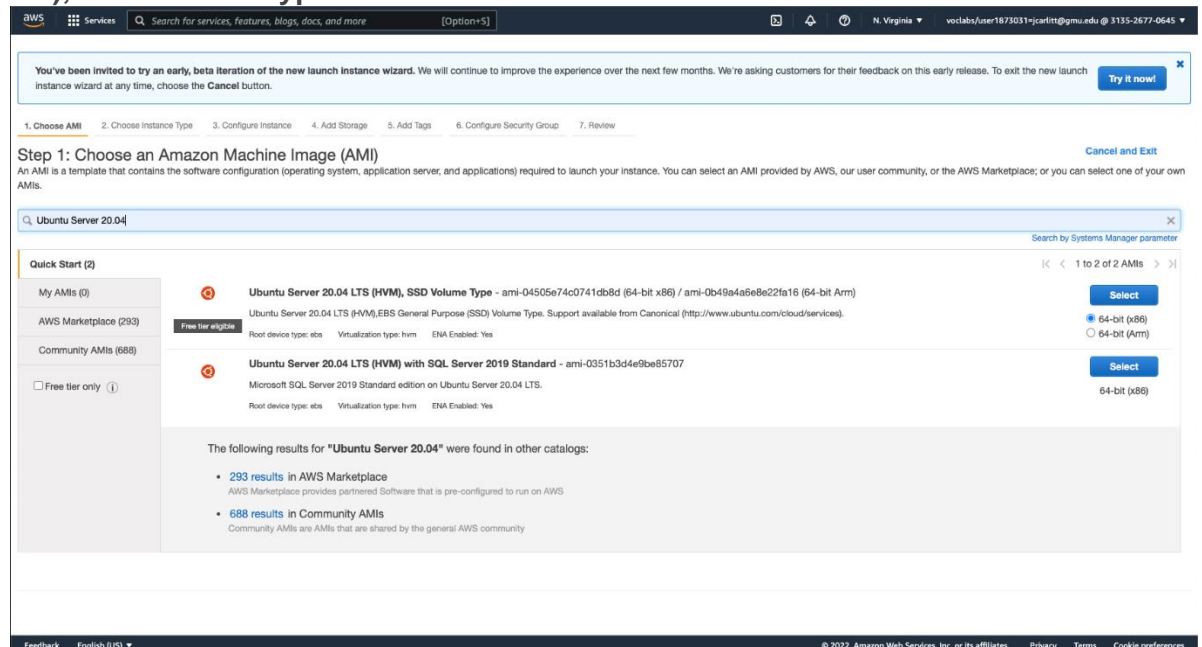 aws Services Search for services, features, blogs, docs, and more [Option+S] N. Virginia ▼ voclabs/user1873031=jcarlitt@gmu.edu @ 3135-2677-0645 ▼
You've been invited to try an early, beta iteration of the new launch instance wizard. We will continue to improve the experience over the next few months. We're asking customers for their feedback on this early release. To exit the new launch
instance wizard at any time, choose the Cancel button.
Try it now!
1. Choose AMI 2. Choose Instance Type 3. Configure Instance 4. Add Storage 5. Add Tags 6. Configure Security Group 7. Review
Step 1: Choose an Amazon Machine Image (AMI)
Cancel and Exit
An AMI is a template that contains the software configuration (operating system, application server, and applications) required to launch your instance. You can select an AMI provided by AWS, our user community, or the AWS Marketplace; or you can select one of your own
AMIs.
Ubuntu Server 20.04
Search by Systems Manager parameter
Quick Start (2)
1 to 2 of 2 AMIs
My AMIs (0)
AWS Marketplace (293)
Community AMIs (688)
Free tier only
Ubuntu Server 20.04 LTS (HVM), SSD Volume Type - ami-04505e74c0741db8d (64-bit x86) / ami-0b49a4a6e8e22fa16 (64-bit Arm)
Free tier eligible
Ubuntu Server 20.04 LTS (HVM),EBS General Purpose (SSD) Volume Type. Support available from Canonical (http://www.ubuntu.com/cloud/services).
Root device type: ebs Virtualization type: hvm ENA Enabled: Yes
Select
64-bit (x86)
64-bit (Arm)
Ubuntu Server 20.04 LTS (HVM) with SQL Server 2019 Standard - ami-0351b3d4e9be85707
Microsoft SQL Server 2019 Standard edition on Ubuntu Server 20.04 LTS.
Root device type: ebs Virtualization type: hvm ENA Enabled: Yes
Select
64-bit (x86)
The following results for "Ubuntu Server 20.04" were found in other catalogs:
• 293 results in AWS Marketplace
AWS Marketplace provides partnered Software that is pre-configured to run on AWS
• 688 results in Community AMIs
Community AMIs are AMIs that are shared by the general AWS community
Feedback English (US) ▼ © 2022, Amazon Web Services, Inc. or its affiliates. Privacy Terms Cookie preferences